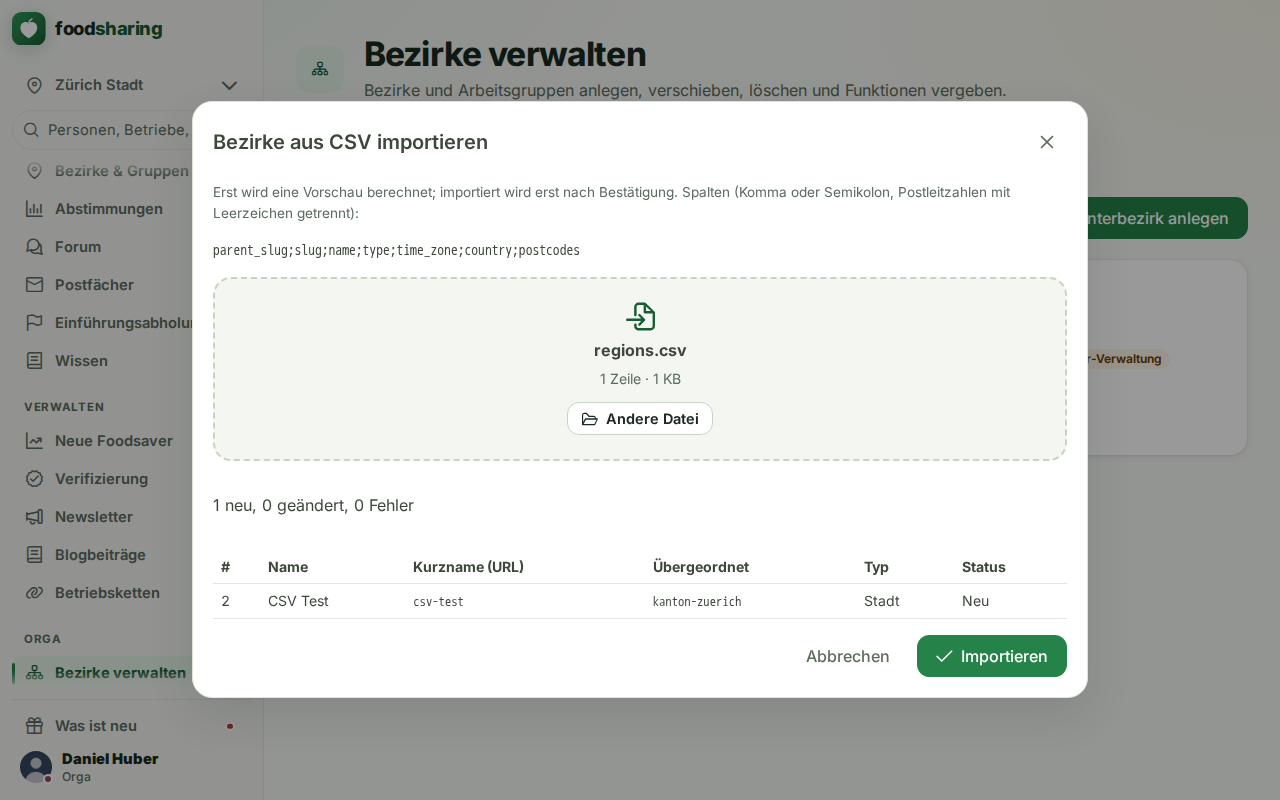 foodsharing
Zürich Stadt
Personen, Betriebe,
Bezirke & Gruppen
Abstimmungen
Forum
Postfächer
Einführungsabholu
Wissen
VERWALTEN
Neue Foodsaver
Verifizierung
Newsletter
Blogbeiträge
Betriebsketten
ORGA
Bezirke verwalten
Was ist neu
Daniel Huber
Orga
Bezirke verwalten
Bezirke und Arbeitsgruppen anlegen, verschieben, löschen und Funktionen vergeben.
nterbezirk anlegen
r-Verwaltung
Bezirke aus CSV importieren
Erst wird eine Vorschau berechnet; importiert wird erst nach Bestätigung. Spalten (Komma oder Semikolon, Postleitzahlen mit
Leerzeichen getrennt):
parent_slug;slug;name;type;time_zone;country;postcodes
regions.csv
1 Zeile · 1 KB
Andere Datei
1 neu, 0 geändert, 0 Fehler
# Name Kurzname (URL) Übergeordnet Typ Status
2 CSV Test csv-test kanton-zuerich Stadt Neu
Abbrechen
Importieren